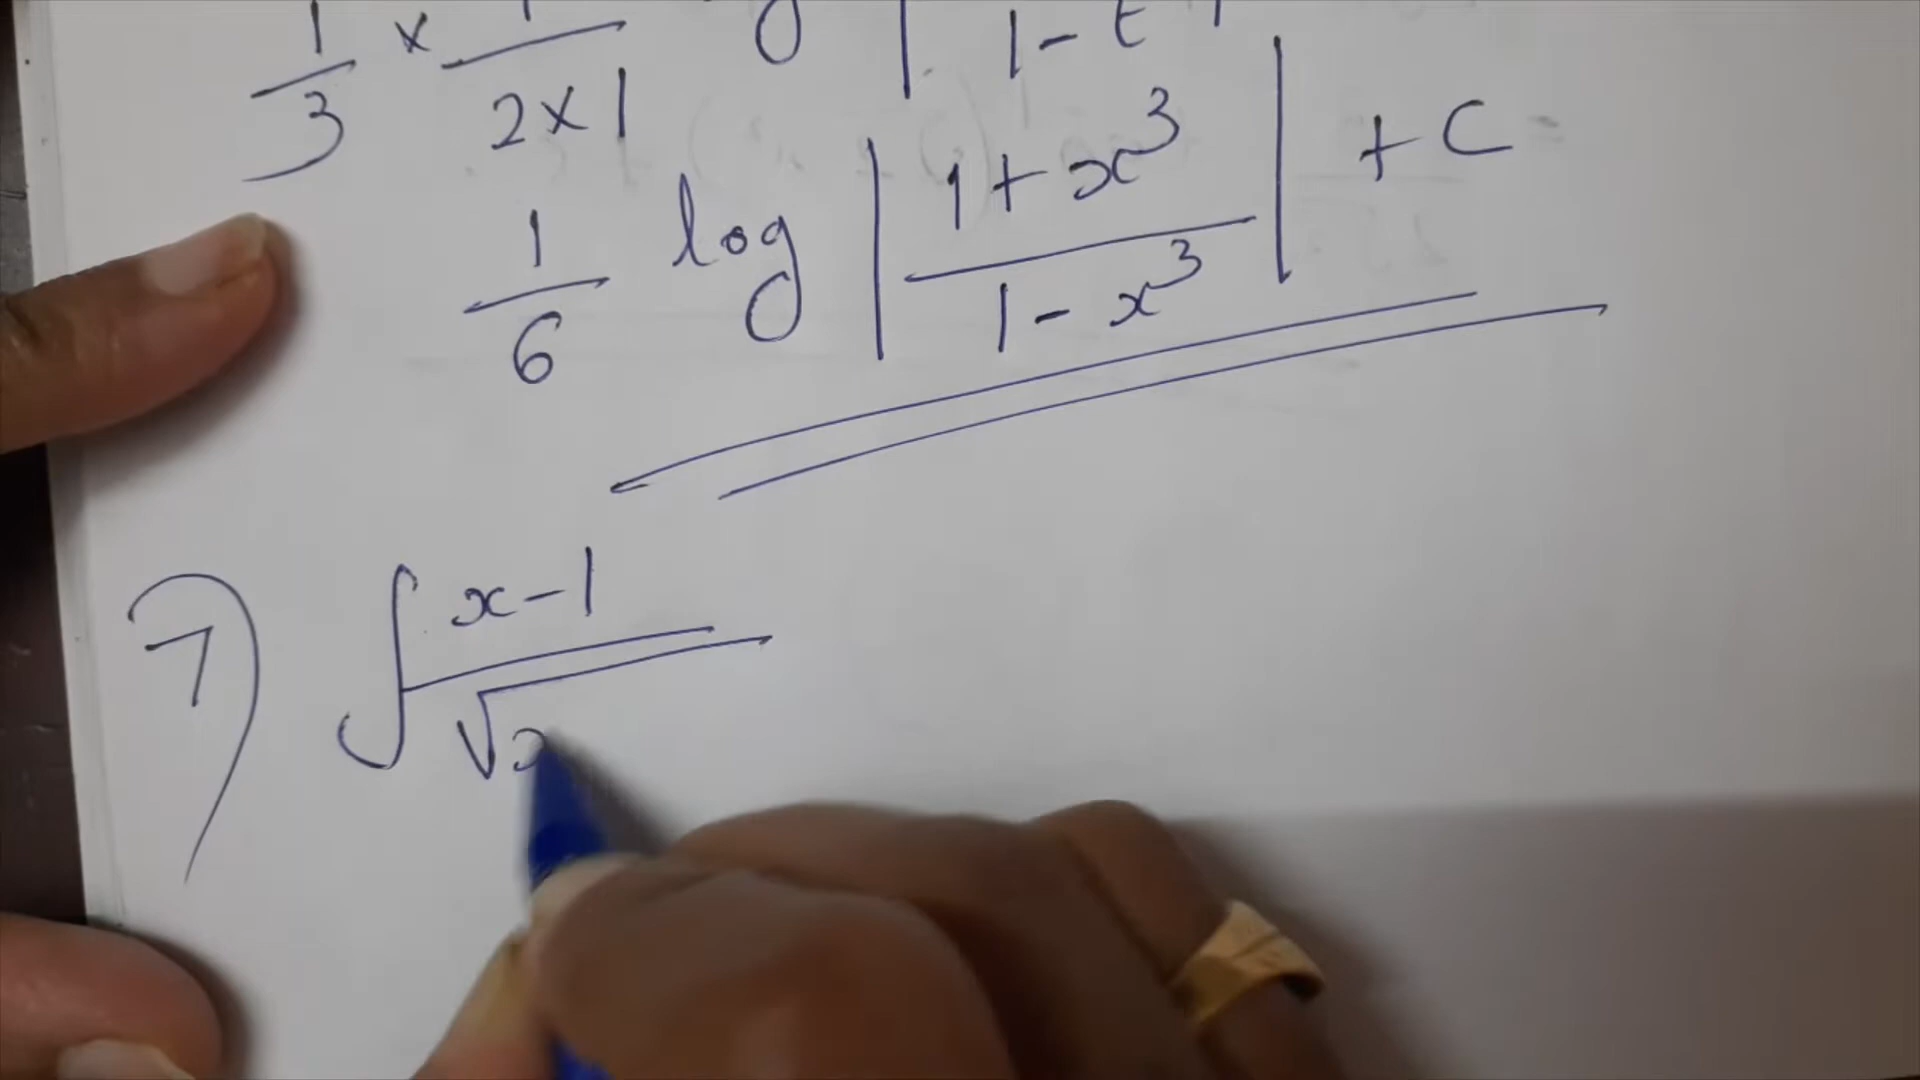 1/3 × 1/(2×1) log | 1-t |
1/6 log | (1+x³)/(1-x³) | + C
7) ∫ (x-1)/√x